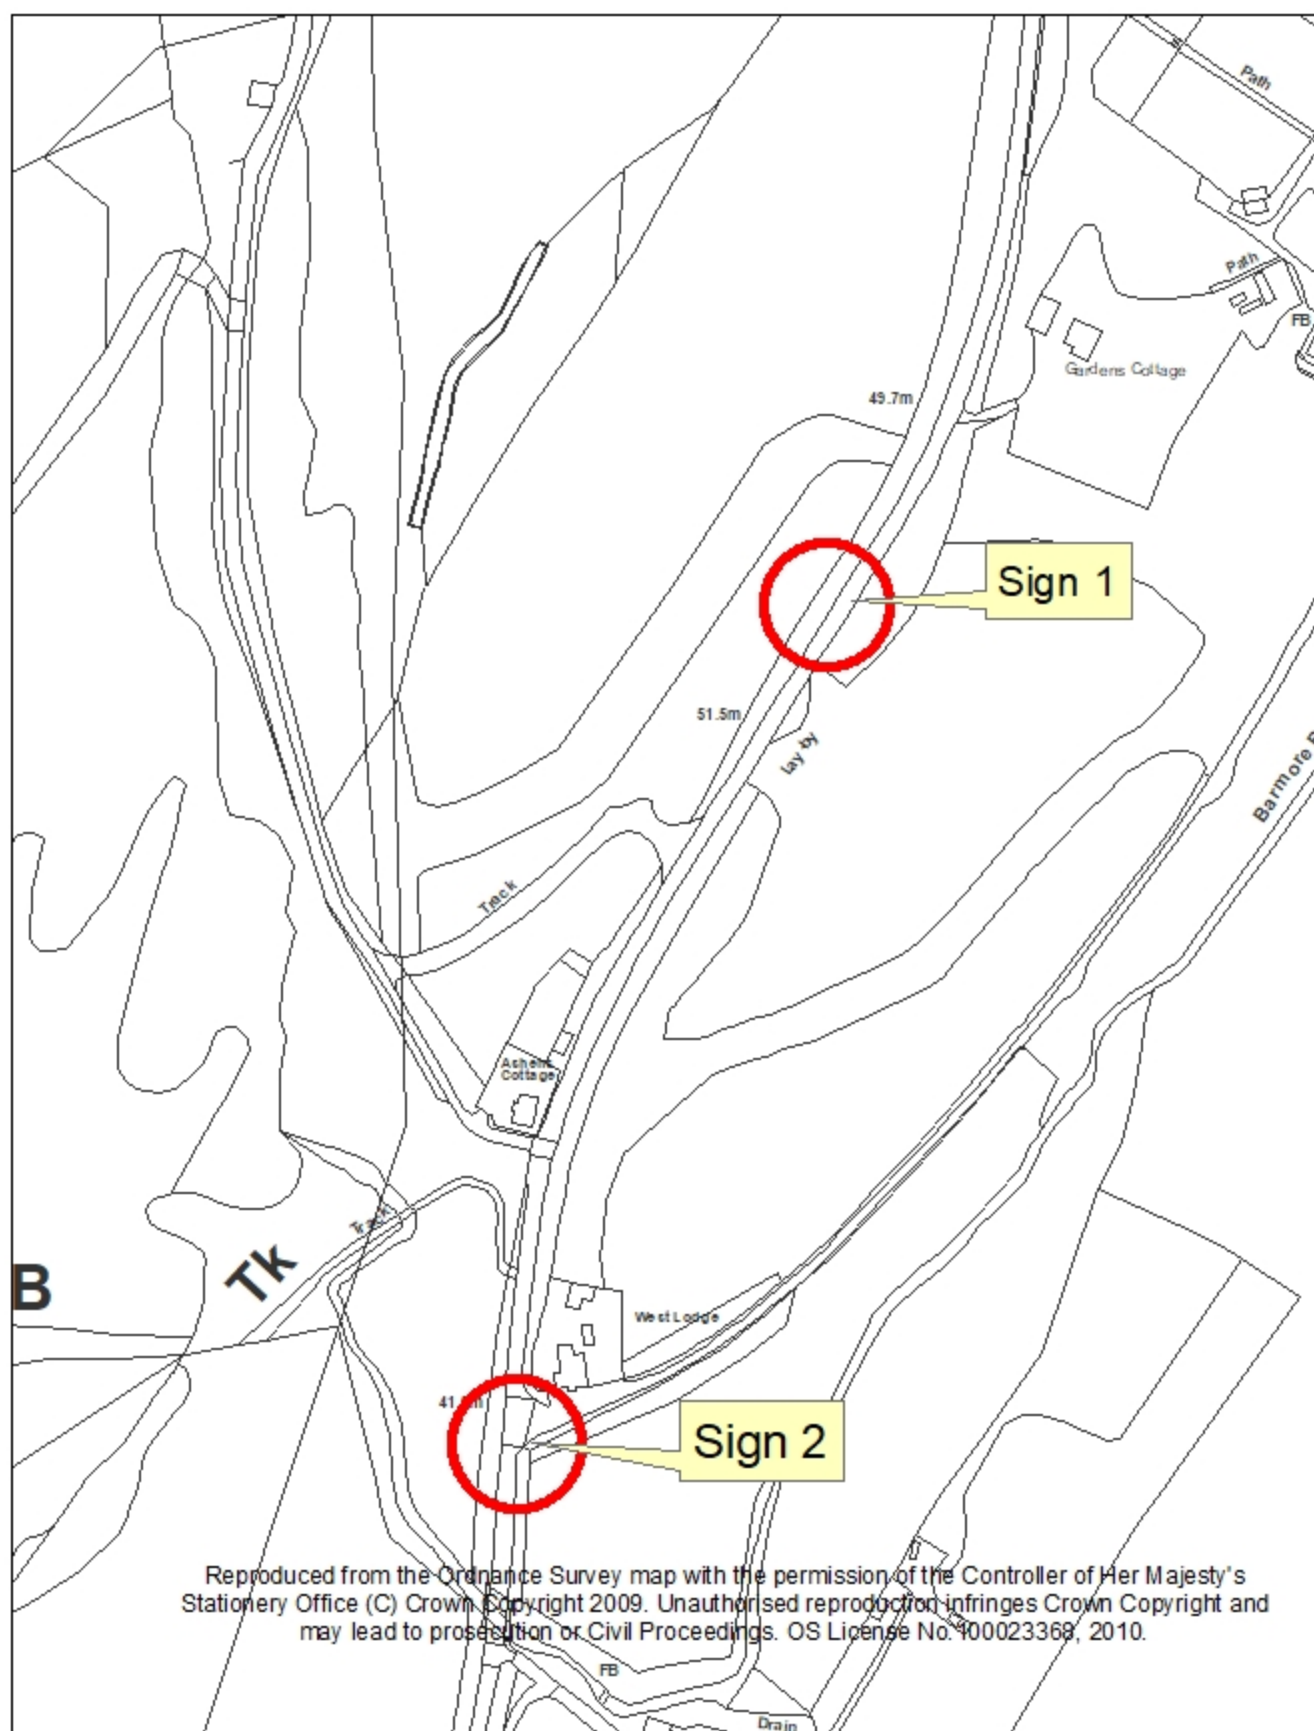 Path
Path
FB
Gardens Cottage
49.7m
Sign 1
51.5m
Lay-by
Barmore
Track
Ashens
Cottage
Track
Tk
B
West Lodge
Sign 2
Reproduced from the Ordnance Survey map with the permission of the Controller of Her Majesty's
Stationery Office (C) Crown Copyright 2009. Unauthorised reproduction infringes Crown Copyright and
may lead to prosecution or Civil Proceedings. OS License No. 100023368, 2010.
FB
Drain